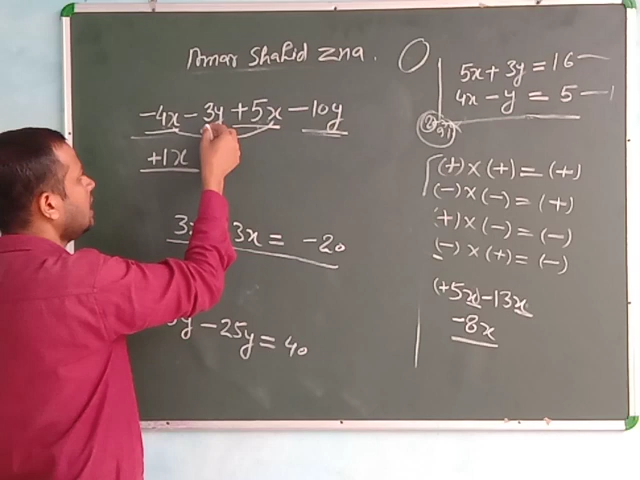 Amar Shahid zna.
-4x - 3y + 5x - 10y
+1x
3x = -20
- 25y = 40
5x + 3y = 16
4x - y = 5
(+) x (+) = (+)
(-) x (-) = (+)
(+) x (-) = (-)
(-) x (+) = (-)
(+5x) - 13x
-8x